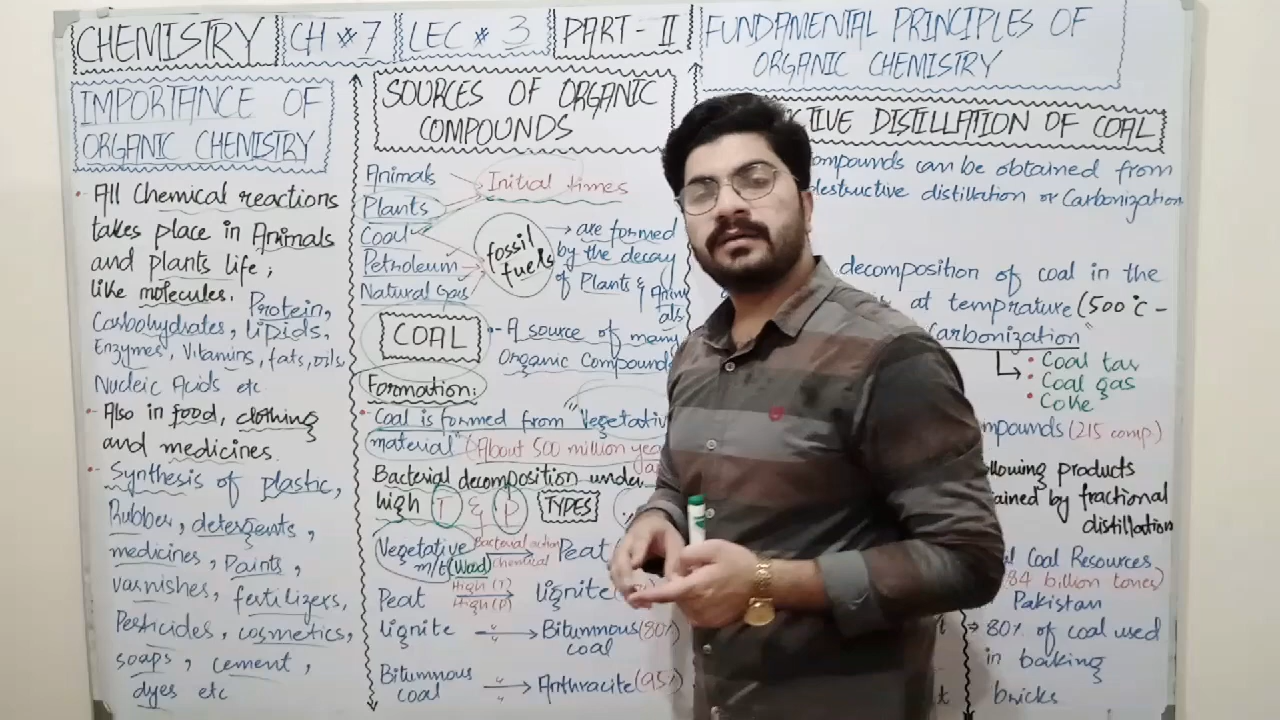 CHEMISTRY
CH # 7
LEC # 3
PART - II
FUNDAMENTAL PRINCIPLES OF
ORGANIC CHEMISTRY
IMPORTANCE OF
ORGANIC CHEMISTRY
• All Chemical reactions
takes place in Animals
and plants life,
like molecules. Protein,
Carbohydrates, Lipids,
Enzymes, Vitamins, fats, oils,
Nucleic Acids etc
• Also in food, clothing
and medicines.
• Synthesis of plastic,
Rubber, detergents,
medicines, Paints,
varnishes, fertilizers,
Pesticides, cosmetics,
soaps, cement,
dyes etc
SOURCES OF ORGANIC
COMPOUNDS
Animals
Plants
Initial times
Coal
Petroleum
Natural Gas
fossil
fuels
→ are formed
by the decay
of Plants &
als
COAL
- A source of many
Organic Compounds
Formation:
• Coal is formed from "Vegetative
material" (About 500 million
Bacterial decomposition under
high T & P
TYPES
Vegetative Bacterial action Peat
m/t (Wood) Chemical
Peat High (T) lignite
High (P)
lignite → Bitumnous (80%)
coal
Bitumnous → Anthracite (95%)
coal
DISTILLATION OF COAL
compounds can be obtained from
destructive distillation or Carbonization
decomposition of coal in the
at temprature (500°c -
Carbonization"
• Coal tar
• Coal gas
• Coke
(215 comp.)
products
by fractional
distillation
Coal Resources
84 billion tones)
Pakistan
⇒ 80% of coal used
in baking
bricks